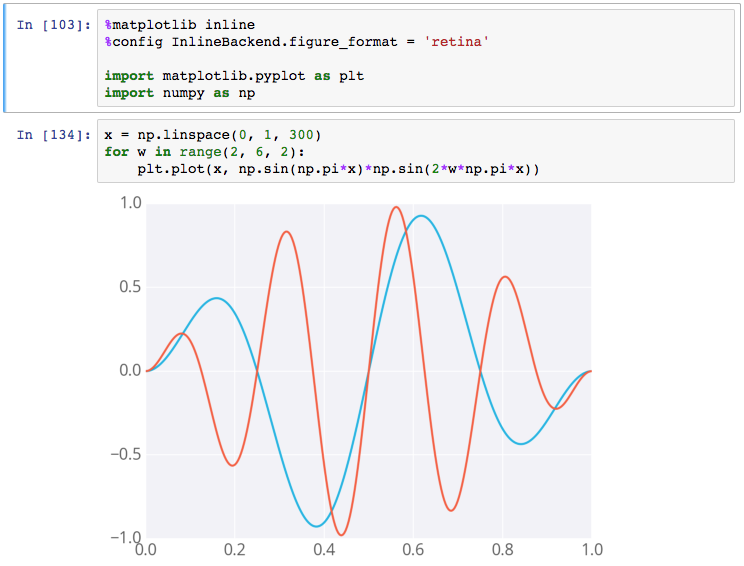 In [103]: %matplotlib inline
%config InlineBackend.figure_format = 'retina'
import matplotlib.pyplot as plt
import numpy as np
In [134]: x = np.linspace(0, 1, 300)
for w in range(2, 6, 2):
    plt.plot(x, np.sin(np.pi*x)*np.sin(2*w*np.pi*x))
1.0
0.5
0.0
−0.5
−1.0
0.0 0.2 0.4 0.6 0.8 1.0